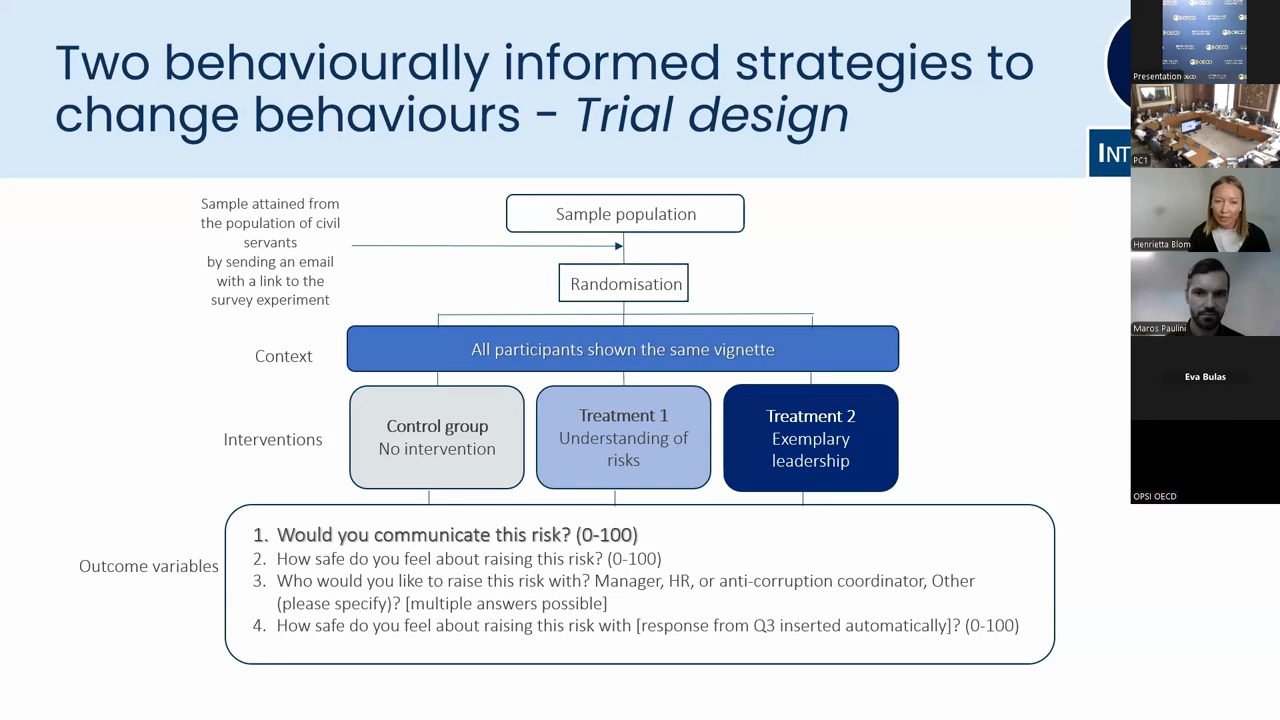 Two behaviourally informed strategies to
change behaviours - Trial design
Sample attained from
the population of civil
servants
by sending an email
with a link to the
survey experiment
Sample population
Randomisation
Context
All participants shown the same vignette
Interventions
Control group
No intervention
Treatment 1
Understanding of
risks
Treatment 2
Exemplary
leadership
Outcome variables
1. Would you communicate this risk? (0-100)
2. How safe do you feel about raising this risk? (0-100)
3. Who would you like to raise this risk with? Manager, HR, or anti-corruption coordinator, Other
(please specify)? [multiple answers possible]
4. How safe do you feel about raising this risk with [response from Q3 inserted automatically]? (0-100)
INT
Presentation
PC1
Henrietta Blom
Maros Paulini
Eva Bulas
OPSI OECD